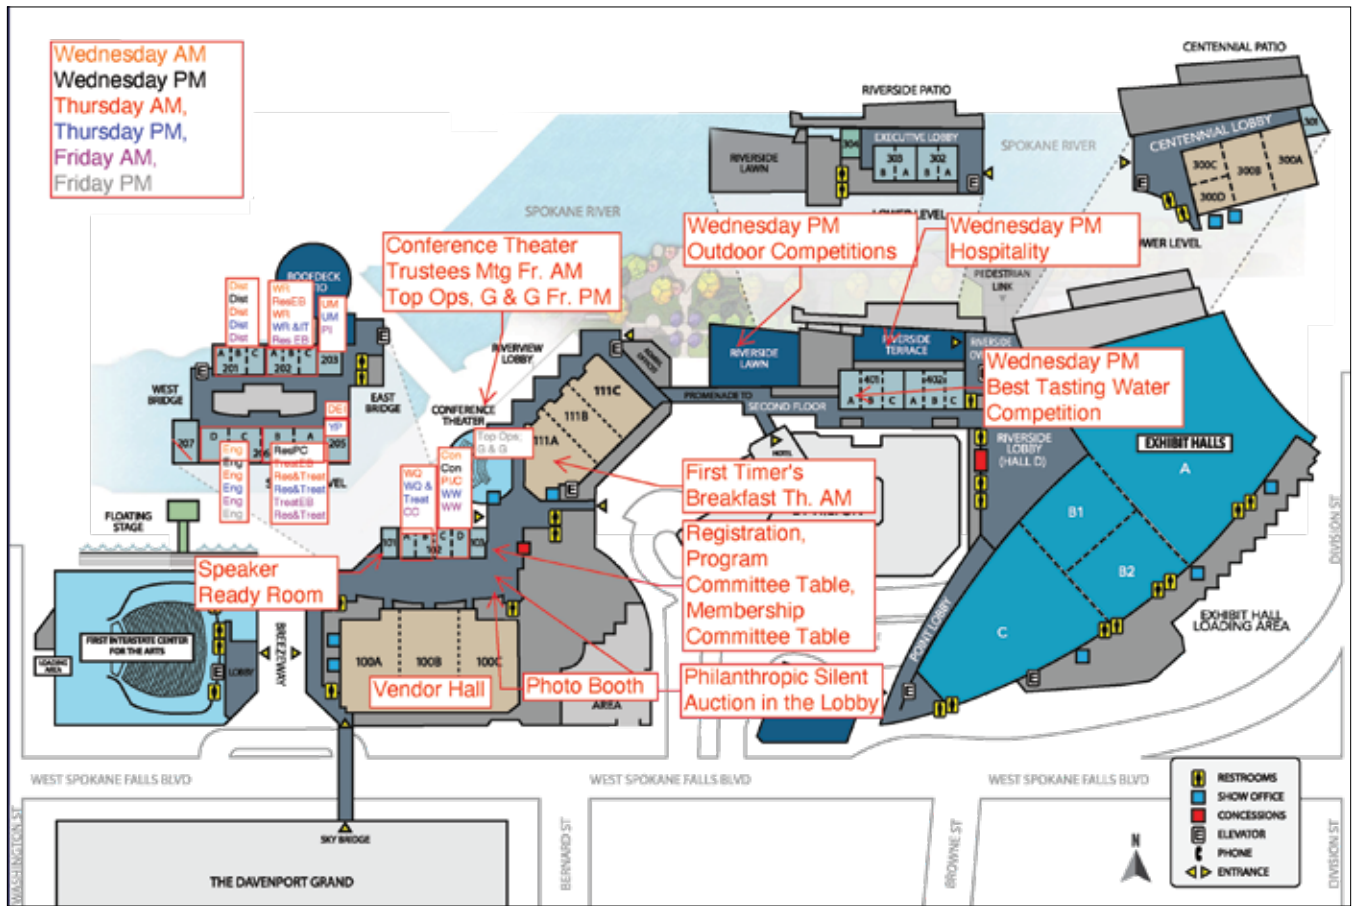 Wednesday AM
Wednesday PM
Thursday AM,
Thursday PM,
Friday AM,
Friday PM
CENTENNIAL PATIO
CENTENNIAL LOBBY
301
300C
300B
300A
300D
RIVERSIDE PATIO
EXECUTIVE LOBBY
304
303
302
B A B A
RIVERSIDE
LAWN
SPOKANE RIVER
SPOKANE RIVER
LOWER LEVEL
OWER LEVEL
Wednesday PM
Outdoor Competitions
Wednesday PM
Hospitality
PEDESTRIAN
LINK
Conference Theater
Trustees Mtg Fr. AM
Top Ops, G & G Fr. PM
ROOFDECK
Dist
Dist
Dist
Dist
Dist
WR
ResEB
WR
WR &IT
Res EB
UM
UM
PI
A B C
201
A B C
202
203
WEST
BRIDGE
EAST
BRIDGE
207
D C
B A
205
DEI
YP
Eng
Eng
Eng
Eng
Eng
Eng
ResPC
TreatEB
Res&Treat
Res&Treat
TreatEB
Res&Treat
RIVERVIEW
LOBBY
CONFERENCE
THEATER
Top Ops;
G & G
111C
111B
111A
WQ
WQ &
Treat
CC
Con
Con
P/JC
WW
WW
101
A B C D
102
103
RIVERSIDE
LAWN
RIVERSIDE
TERRACE
RIVERSIDE
PROMENADE TO
SECOND FLOOR
401
402
A B C A B C
Wednesday PM
Best Tasting Water
Competition
HOTEL
RIVERSIDE
LOBBY
(HALL D)
EXHIBIT HALLS
A
B1
B2
C
POINT LOBBY
EXHIBIT HALL
LOADING AREA
First Timer's
Breakfast Th. AM
Registration,
Program
Committee Table,
Membership
Committee Table
Philanthropic Silent
Auction in the Lobby
Photo Booth
Vendor Hall
100A
100B
100C
AREA
Speaker
Ready Room
FLOATING
STAGE
FIRST INTERSTATE CENTER
FOR THE ARTS
LOADING
AREA
LOBBY
BREEZEWAY
WEST SPOKANE FALLS BLVD
WEST SPOKANE FALLS BLVD
WEST SPOKANE FALLS BLVD
WASHINGTON ST
BERNARD ST
BROWNE ST
DIVISION ST
DIVISION ST
SKY BRIDGE
THE DAVENPORT GRAND
N
RESTROOMS
SHOW OFFICE
CONCESSIONS
E ELEVATOR
PHONE
ENTRANCE